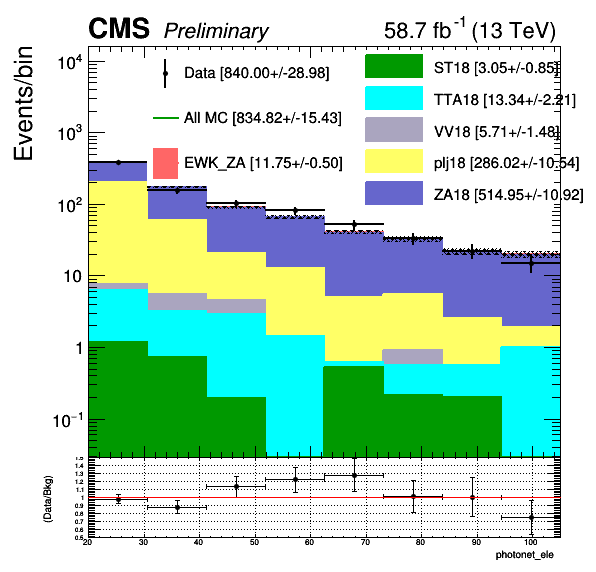 CMS Preliminary 58.7 fb⁻¹ (13 TeV)
Events/bin
10⁴
10³
10²
10
1
10⁻¹
Data [840.00+/-28.98]
All MC [834.82+/-15.43]
EWK_ZA [11.75+/-0.50]
ST18 [3.05+/-0.85]
TTA18 [13.34+/-2.21]
VV18 [5.71+/-1.48]
plj18 [286.02+/-10.54]
ZA18 [514.95+/-10.92]
(Data/Bkg)
1.5
1.4
1.3
1.2
1.1
1
0.9
0.8
0.7
0.6
0.5
20 30 40 50 60 70 80 90 100
photonet_ele